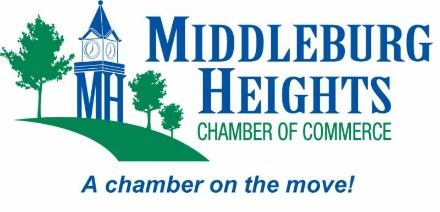 MH
MIDDLEBURG
HEIGHTS
CHAMBER OF COMMERCE
A chamber on the move!